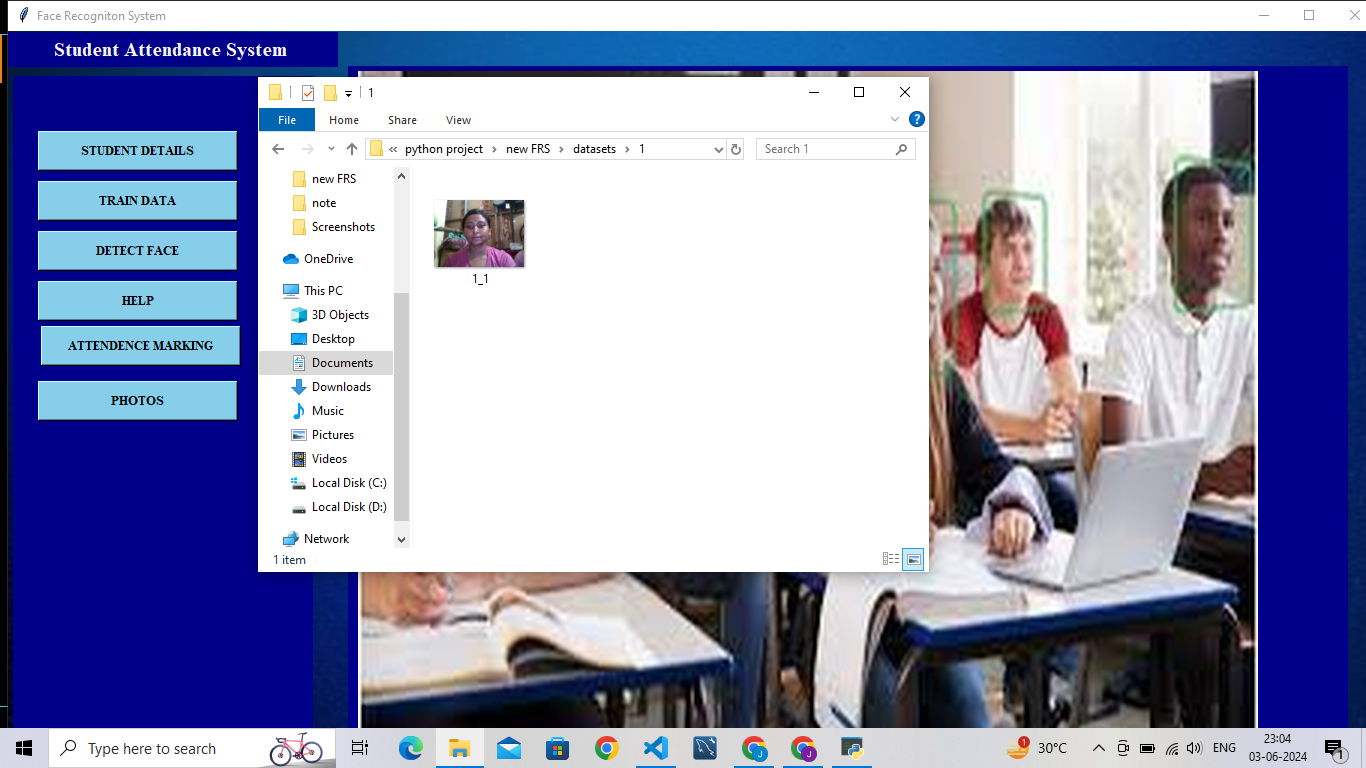 Face Recogniton System
Student Attendance System
STUDENT DETAILS
TRAIN DATA
DETECT FACE
HELP
ATTENDENCE MARKING
PHOTOS
1
File Home Share View
?
« python project > new FRS > datasets > 1
Search 1
new FRS
note
Screenshots
OneDrive
This PC
3D Objects
Desktop
Documents
Downloads
Music
Pictures
Videos
Local Disk (C:)
Local Disk (D:)
Network
1_1
1 item
Type here to search
J
J
1
30°C
ENG
23:04
03-06-2024
1